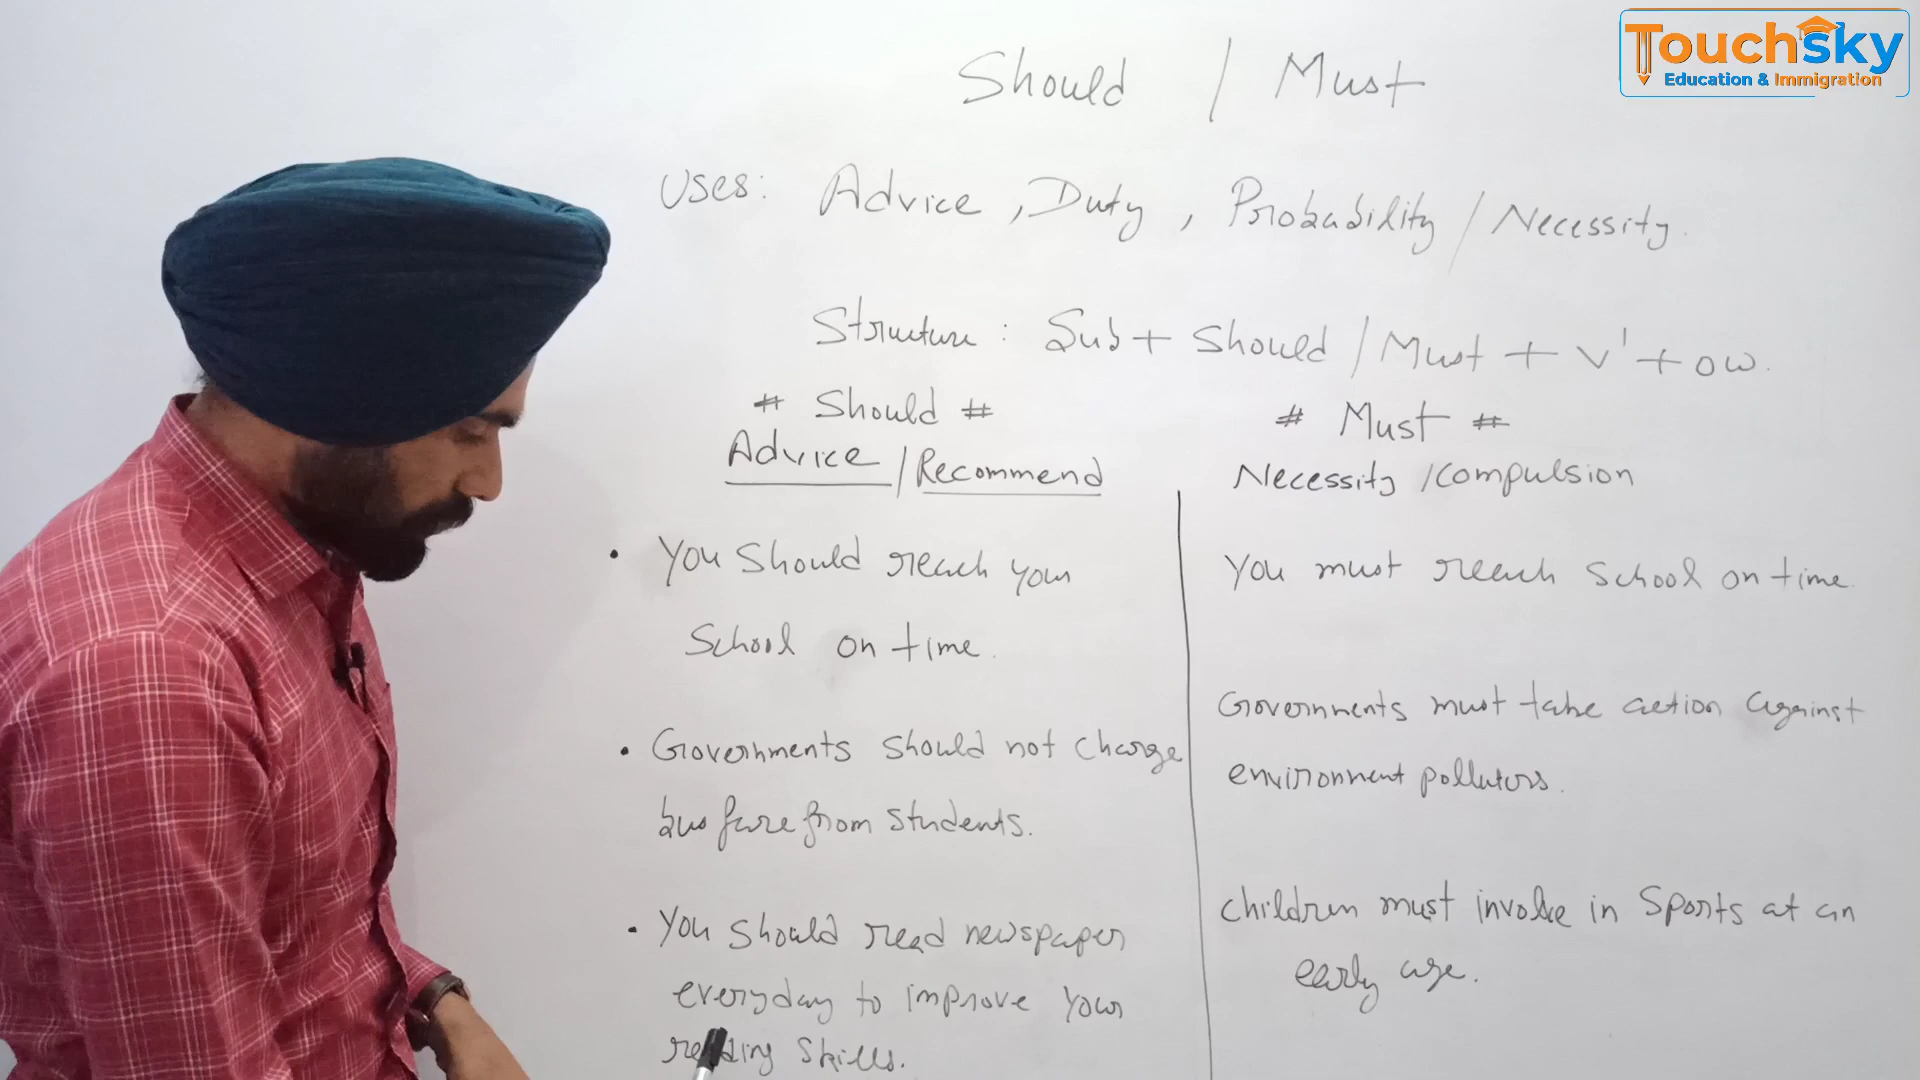 Touchsky
Education & Immigration
Should / Must
Uses: Advice, Duty, Probability / Necessity.
Structure: Sub + Should / Must + V' + ow.
# Should #
Advice / Recommend
• You should reach your
School on time.
• Governments should not charge
bus fare from students.
• You should read newspaper
everyday to improve your
reading skills.
# Must #
Necessity / Compulsion
You must reach School on time.
Governments must take action against
environment pollutors.
Children must involve in Sports at an
early age.